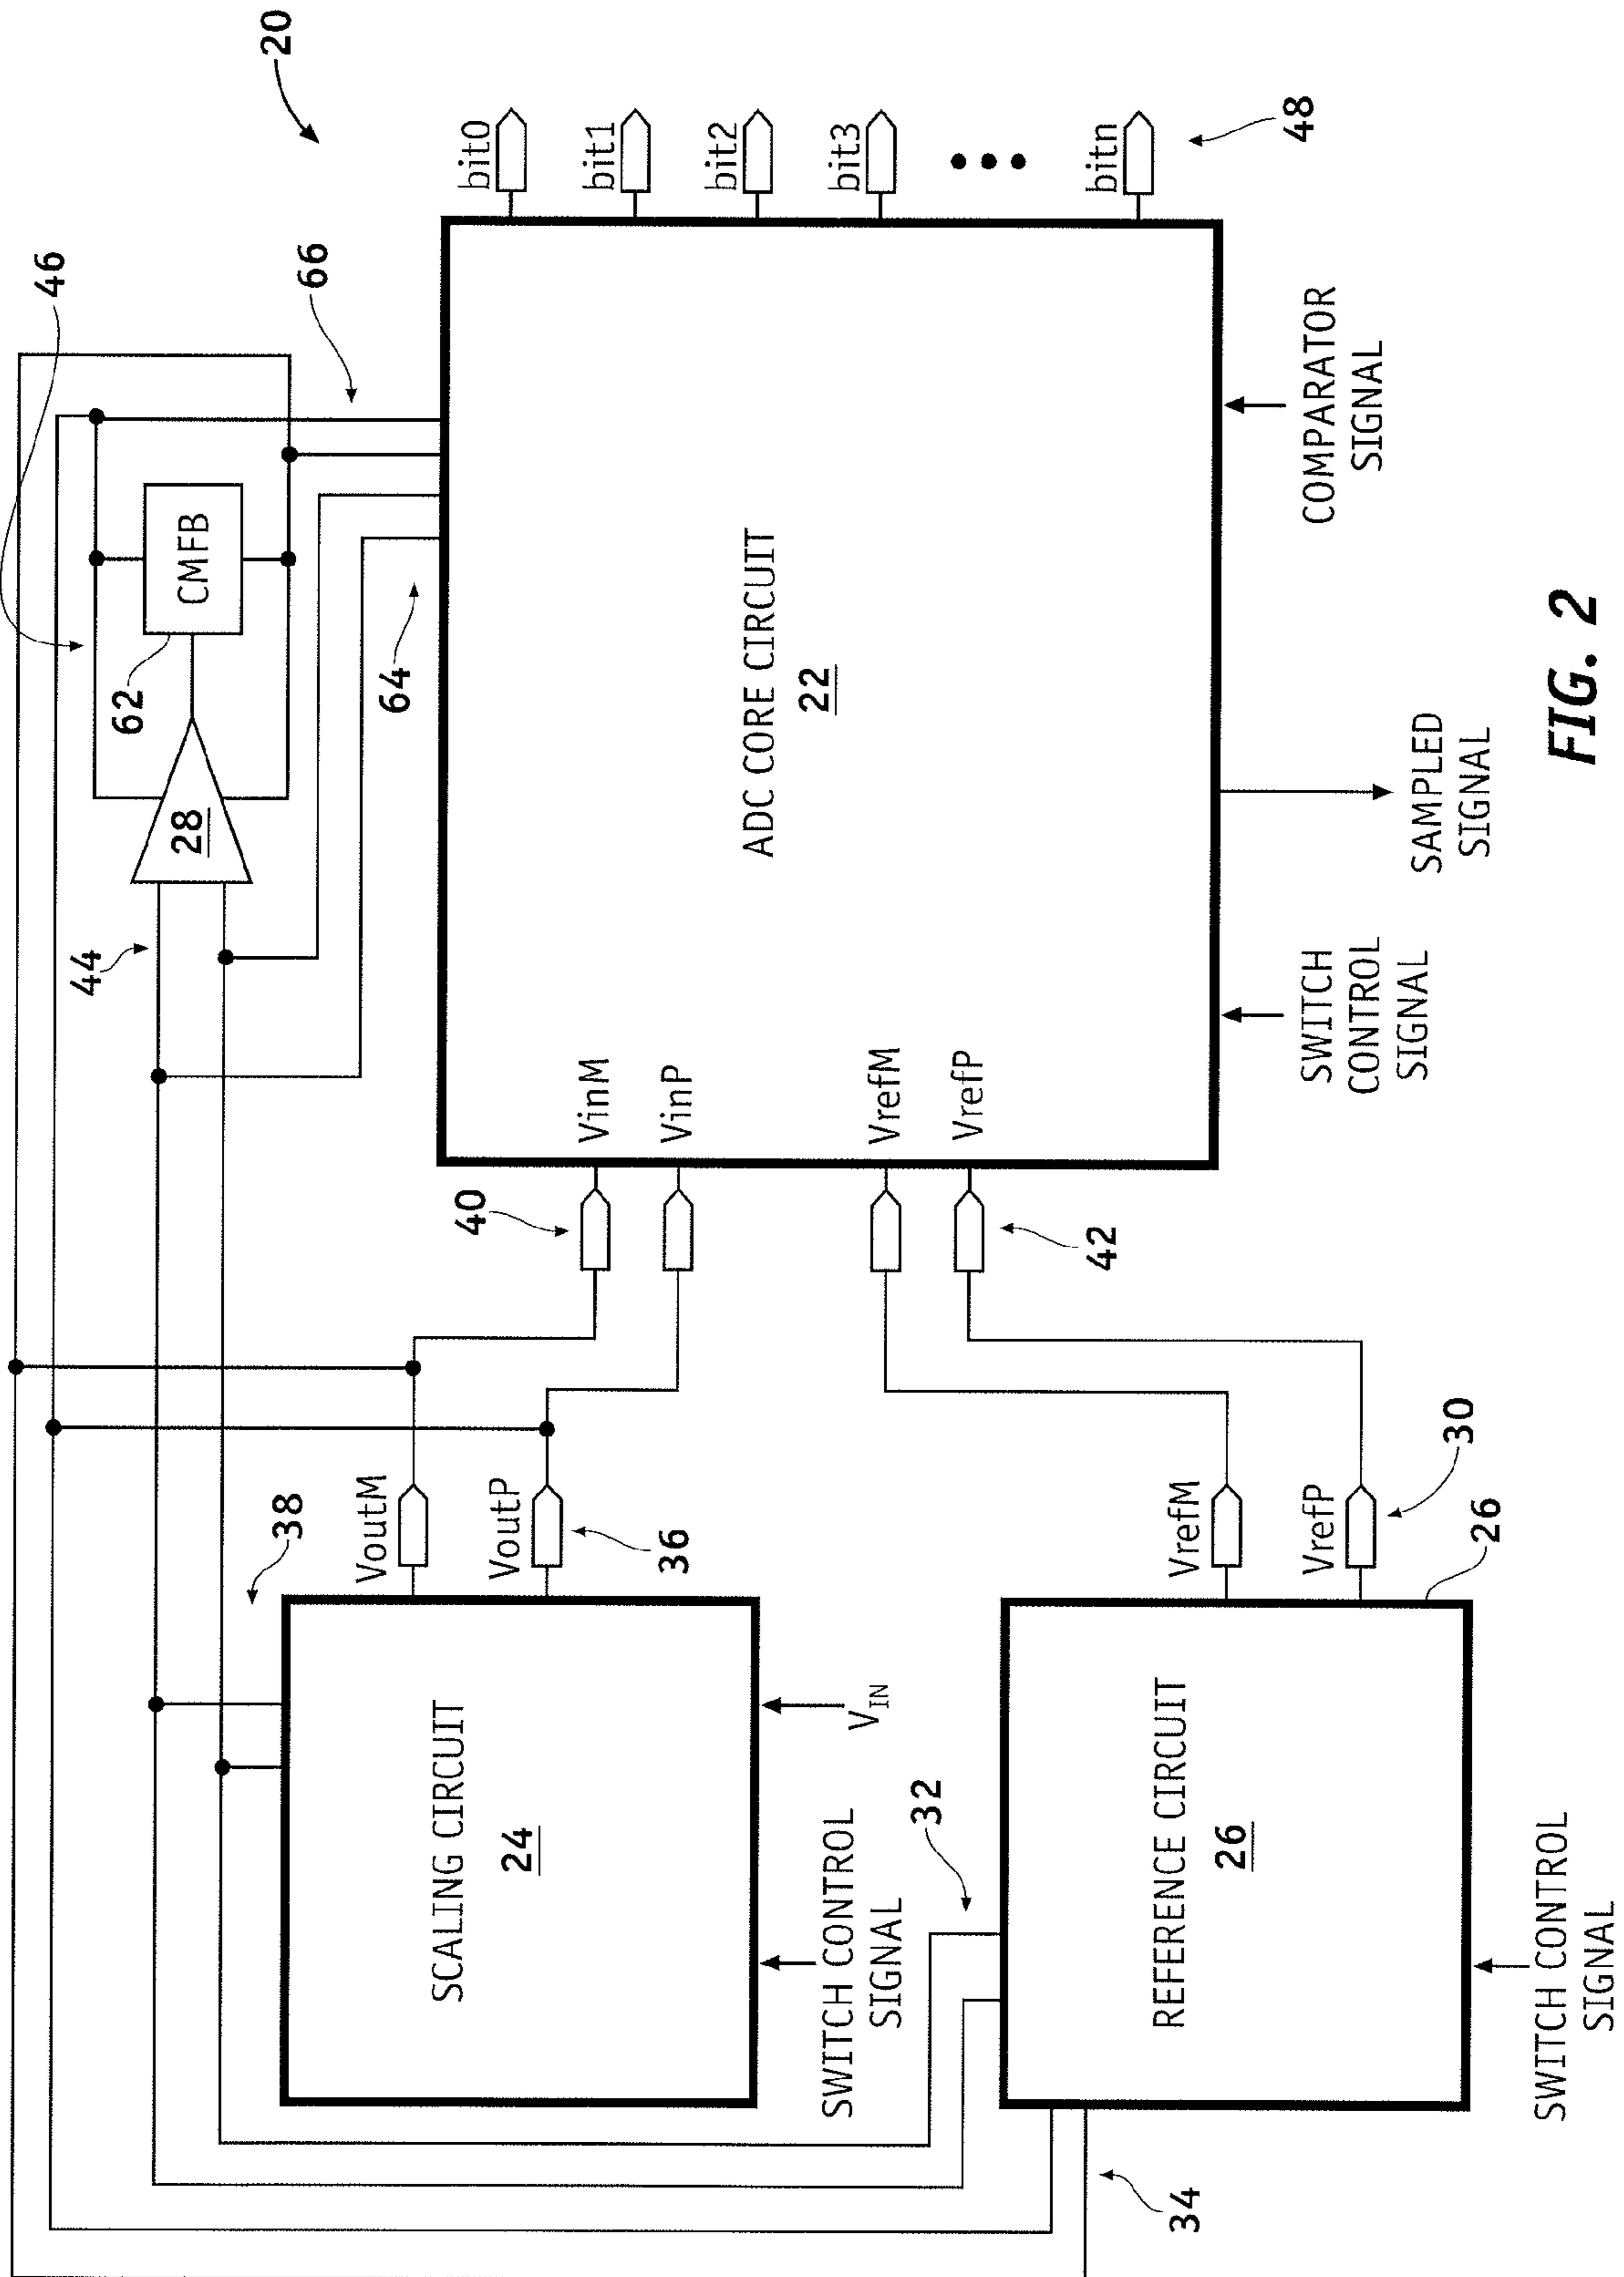 20
46
66
bit0
bit1
bit2
bit3
bitn
48
CMFB
62
28
44
64
ADC CORE CIRCUIT
22
COMPARATOR
SIGNAL
SAMPLED
SIGNAL
SWITCH
CONTROL
SIGNAL
VinM
VinP
VrefM
VrefP
40
42
38
VoutM
VoutP
36
SCALING CIRCUIT
24
VIN
SWITCH CONTROL
SIGNAL
32
VrefM
VrefP
30
26
REFERENCE CIRCUIT
26
SWITCH CONTROL
SIGNAL
34
FIG. 2